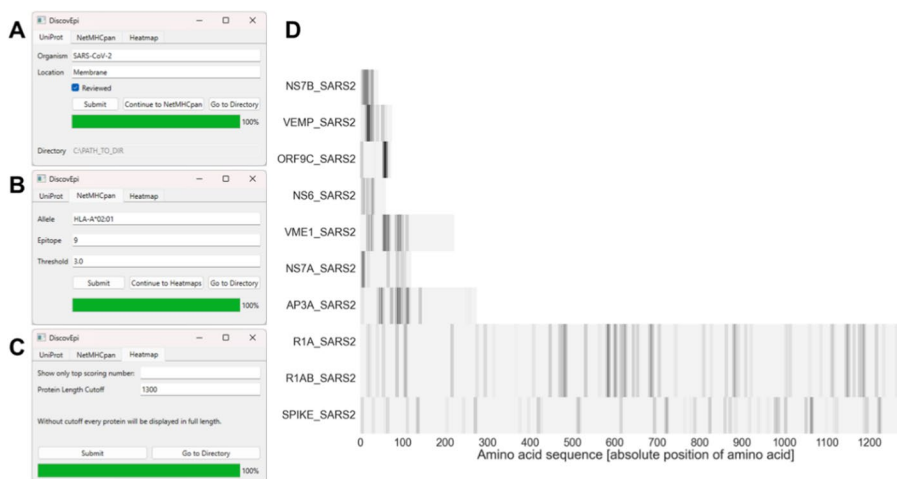 A
DiscovEpi
UniProt NetMHCpan Heatmap
Organism SARS-CoV-2
Location Membrane
Reviewed
Submit Continue to NetMHCpan Go to Directory
100%
Directory C:\PATH_TO_DIR
B
DiscovEpi
UniProt NetMHCpan Heatmap
Allele HLA-A*02:01
Epitope 9
Threshold 3.0
Submit Continue to Heatmaps Go to Directory
100%
C
DiscovEpi
UniProt NetMHCpan Heatmap
Show only top scoring number:
Protein Length Cutoff 1300
Without cutoff every protein will be displayed in full length.
Submit Go to Directory
100%
D
NS7B_SARS2
VEMP_SARS2
ORF9C_SARS2
NS6_SARS2
VME1_SARS2
NS7A_SARS2
AP3A_SARS2
R1A_SARS2
R1AB_SARS2
SPIKE_SARS2
0 100 200 300 400 500 600 700 800 900 1000 1100 1200
Amino acid sequence [absolute position of amino acid]